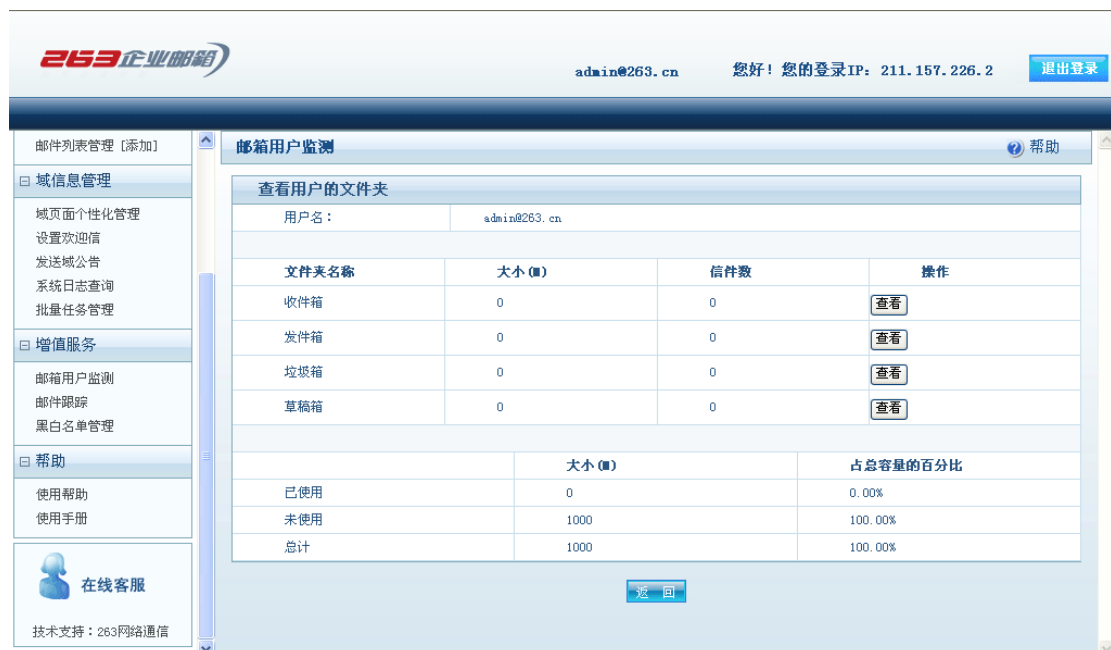 263企业邮箱
admin@263.cn 您好！您的登录IP：211.157.226.2 退出登录
邮件列表管理 [添加]
域信息管理
域页面个性化管理
设置欢迎信
发送域公告
系统日志查询
批量任务管理
增值服务
邮箱用户监测
邮件跟踪
黑白名单管理
帮助
使用帮助
使用手册
在线客服
技术支持：263网络通信
邮箱用户监测 帮助
查看用户的文件夹
用户名： admin@263.cn
文件夹名称 大小(M) 信件数 操作
收件箱 0 0 查看
发件箱 0 0 查看
垃圾箱 0 0 查看
草稿箱 0 0 查看
大小(M) 占总容量的百分比
已使用 0 0.00%
未使用 1000 100.00%
总计 1000 100.00%
返 回